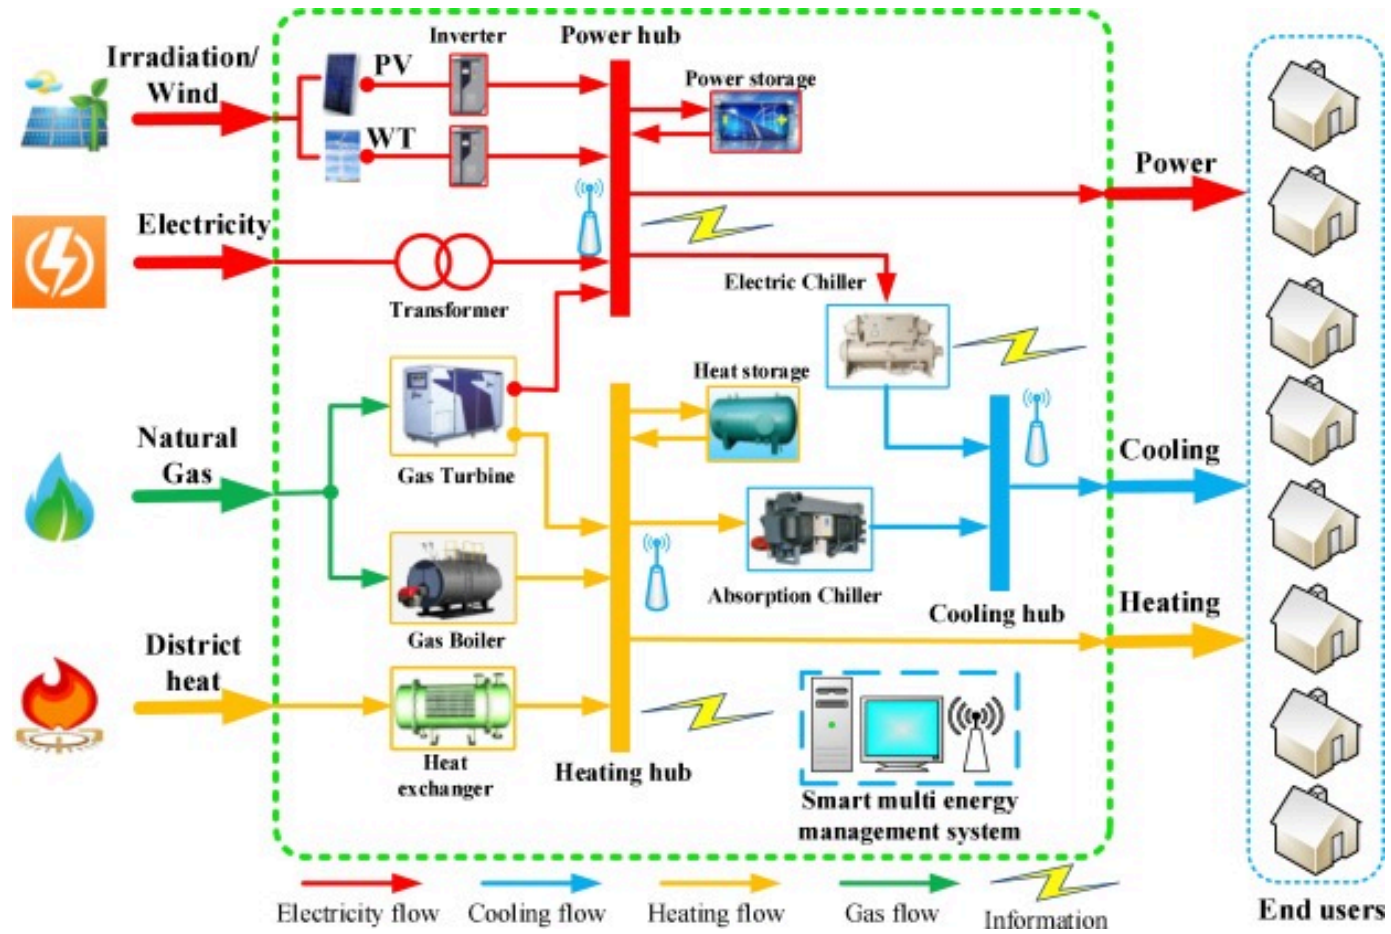 Irradiation/
Wind
PV
Inverter
Power hub
Power storage
WT
Power
Electricity
Transformer
Electric Chiller
Heat storage
Natural
Gas
Gas Turbine
Cooling
Absorption Chiller
Cooling hub
Heating
Gas Boiler
District
heat
Heat
exchanger
Heating hub
Smart multi energy
management system
Electricity flow
Cooling flow
Heating flow
Gas flow
Information
End users